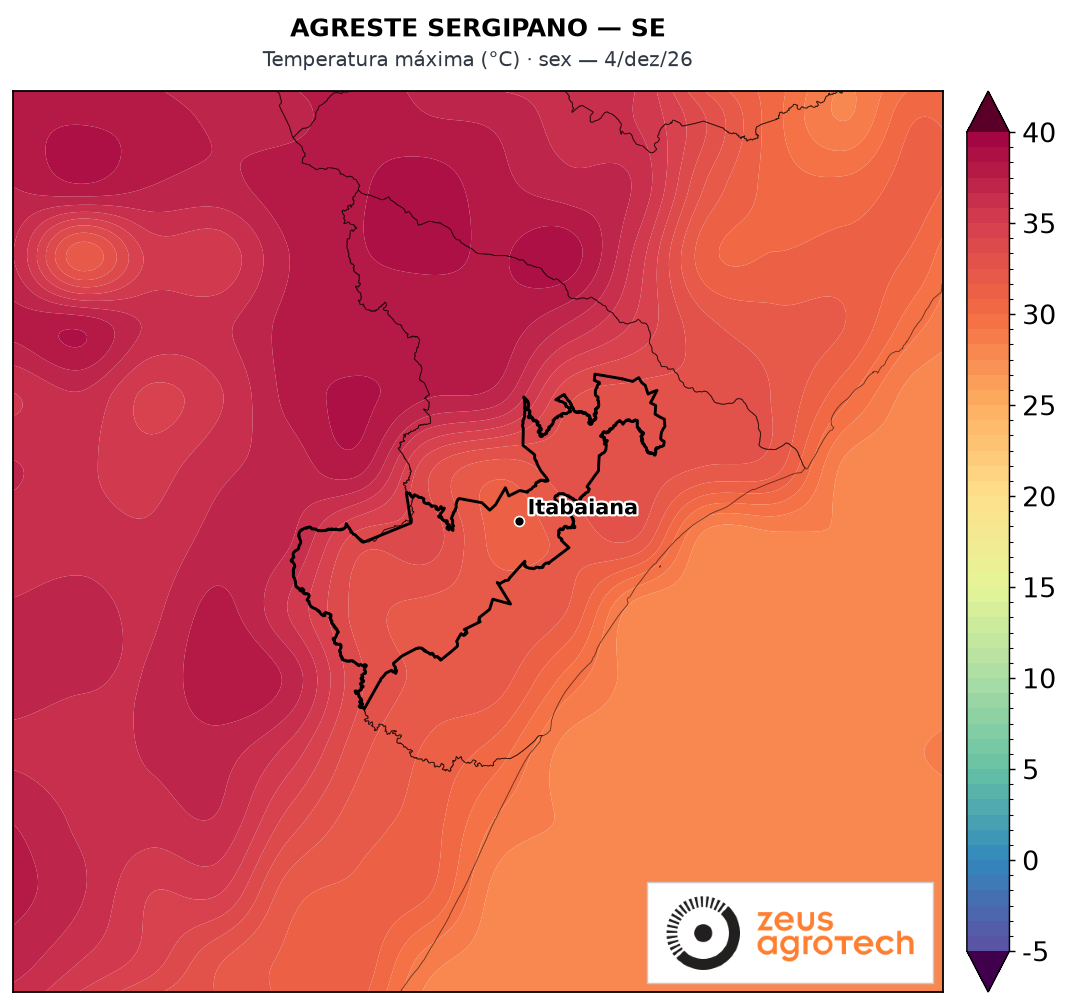 AGRESTE SERGIPANO — SE
Temperatura máxima (°C) · sex — 4/dez/26
40
35
30
25
20
15
10
5
0
-5
Itabaiana
zeus
agrotech